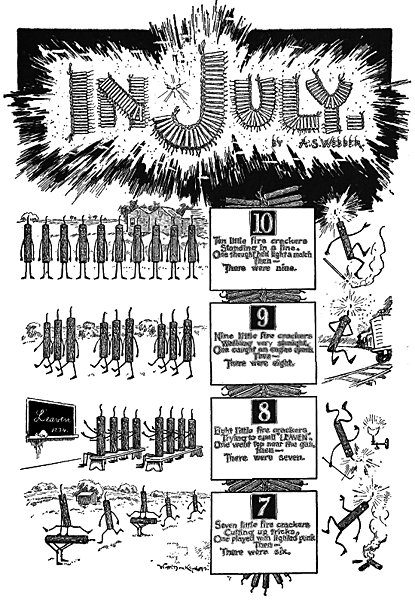 IN JULY.
BY A.S. WEBBER.
10
Ten little fire crackers
Standing in a line.
One thought he'd light a match
Then—
There were nine.
9
Nine little fire crackers
Walking very straight,
One caught an engine spark
Then—
There were eight.
Leaven
8
Eight little fire crackers
Trying to spell "LEAVEN",
One went too near the gas,
Then—
There were seven.
7
Seven little fire crackers
Cutting up tricks,
One played with lighted punk
Then—
There were six.